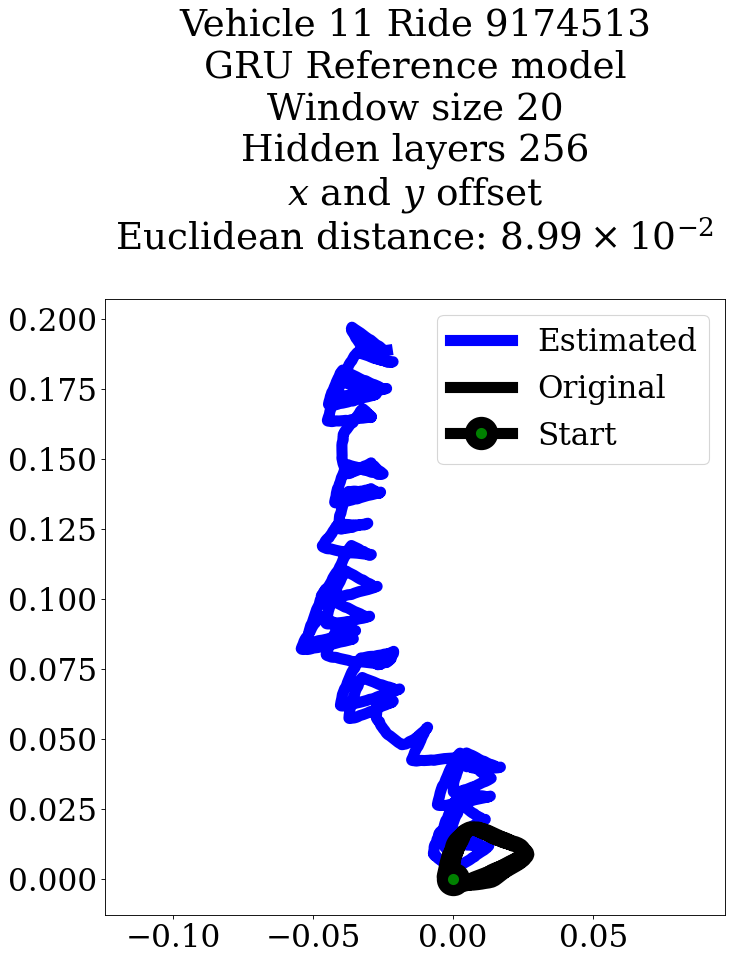 Vehicle 11 Ride 9174513
GRU Reference model
Window size 20
Hidden layers 256
x and y offset
Euclidean distance: 8.99 × 10⁻²
0.200
0.175
0.150
0.125
0.100
0.075
0.050
0.025
0.000
Estimated
Original
Start
−0.10
−0.05
0.00
0.05